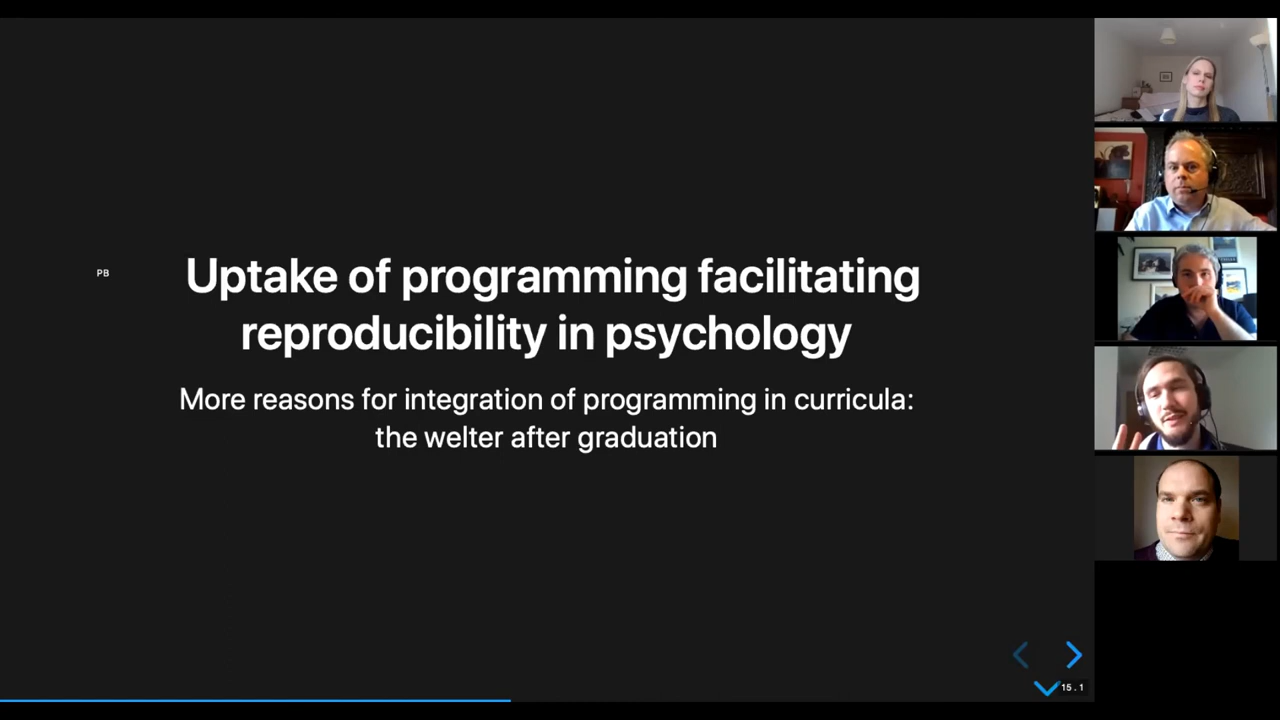 PB
Uptake of programming facilitating
reproducibility in psychology
More reasons for integration of programming in curricula:
the welter after graduation
15.1